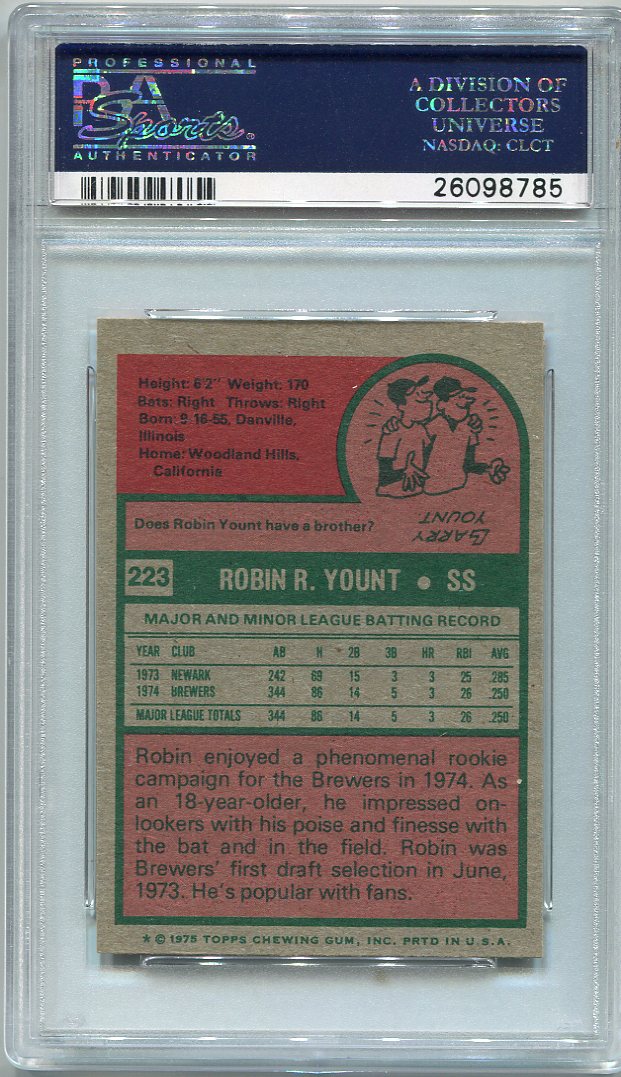 PROFESSIONAL
PSA
Sports
AUTHENTICATOR
A DIVISION OF
COLLECTORS
UNIVERSE
NASDAQ: CLCT
26098785
Height: 6'2" Weight: 170
Bats: Right Throws: Right
Born: 9-16-55, Danville,
Illinois
Home: Woodland Hills,
California
Does Robin Yount have a brother?
LARRY
YOUNT
223 ROBIN R. YOUNT • SS
MAJOR AND MINOR LEAGUE BATTING RECORD
YEAR CLUB AB H 2B 3B HR RBI AVG
1973 NEWARK 242 69 15 3 3 25 .285
1974 BREWERS 344 86 14 5 3 26 .250
MAJOR LEAGUE TOTALS 344 86 14 5 3 26 .250
Robin enjoyed a phenomenal rookie
campaign for the Brewers in 1974. As
an 18-year-older, he impressed on-
lookers with his poise and finesse with
the bat and in the field. Robin was
Brewers' first draft selection in June,
1973. He's popular with fans.
★ © 1975 TOPPS CHEWING GUM, INC. PRTD IN U.S.A.